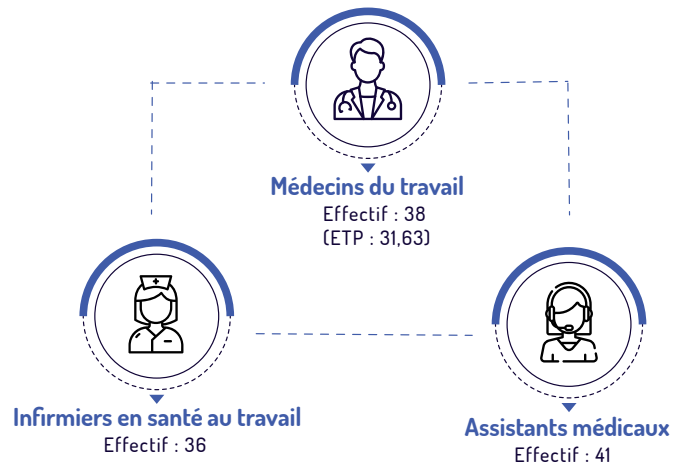 Médecins du travail
Effectif : 38
(ETP : 31,63)
Infirmiers en santé au travail
Effectif : 36
Assistants médicaux
Effectif : 41